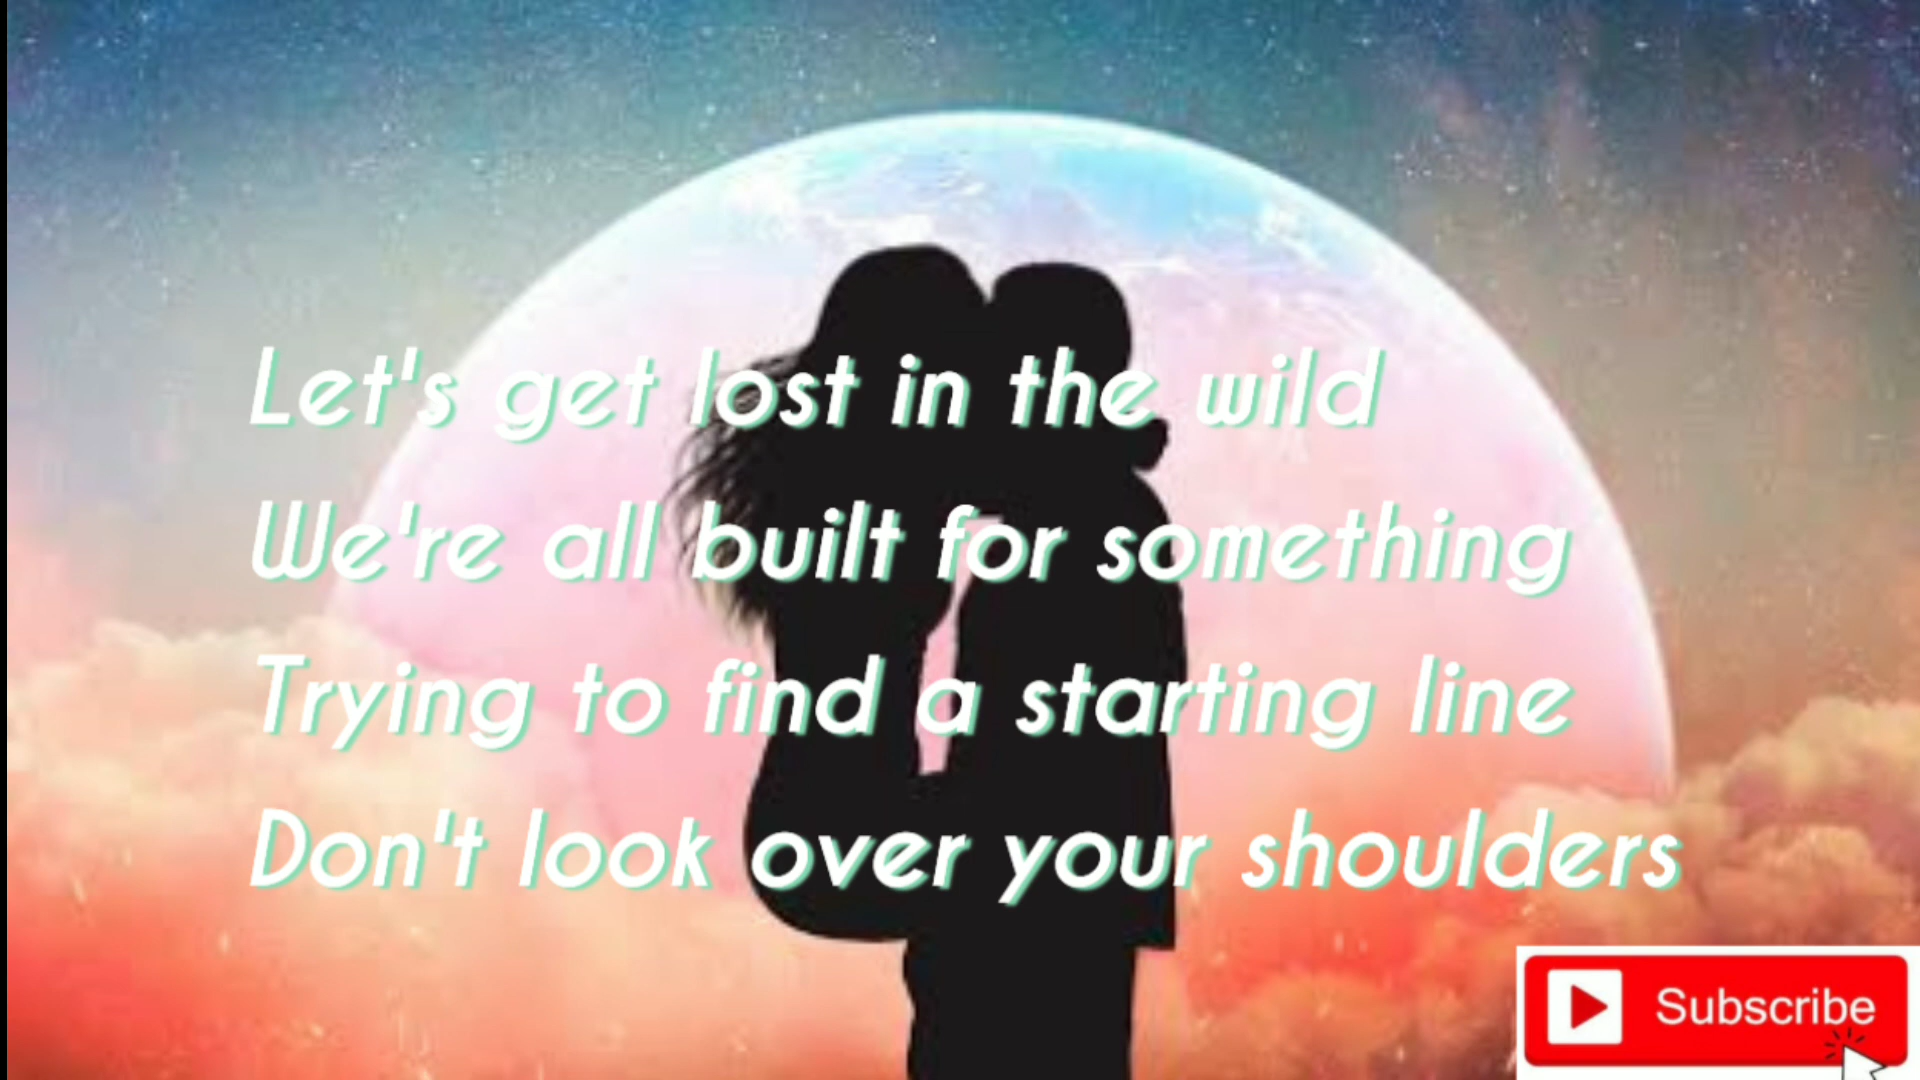 Let's get lost in the wild
We're all built for something
Trying to find a starting line
Don't look over your shoulders
Subscribe